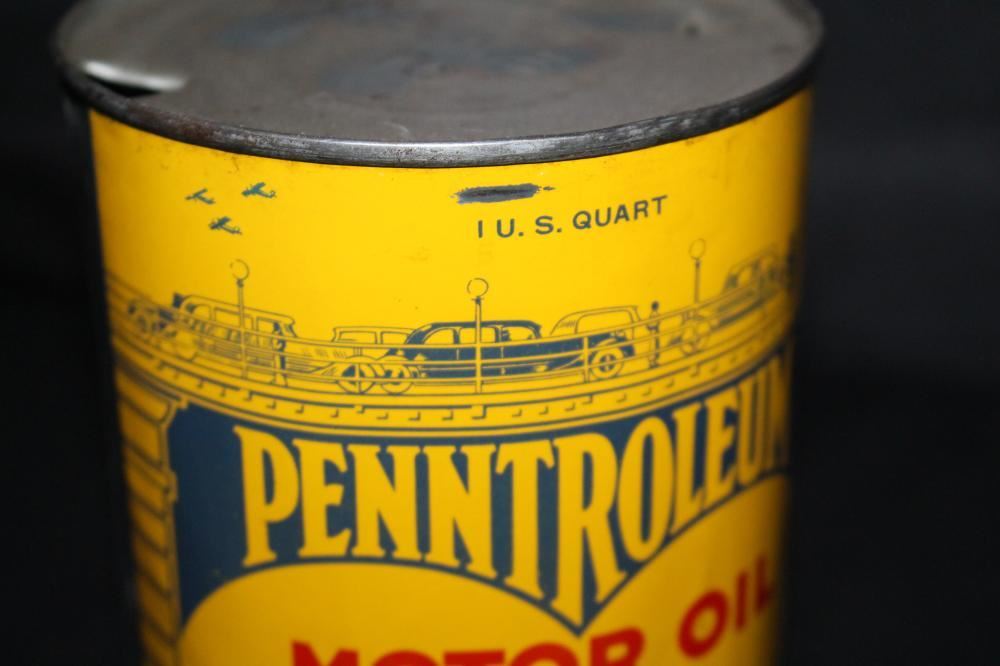 1 U. S. QUART
PENNTROLEUM
MOTOR OIL